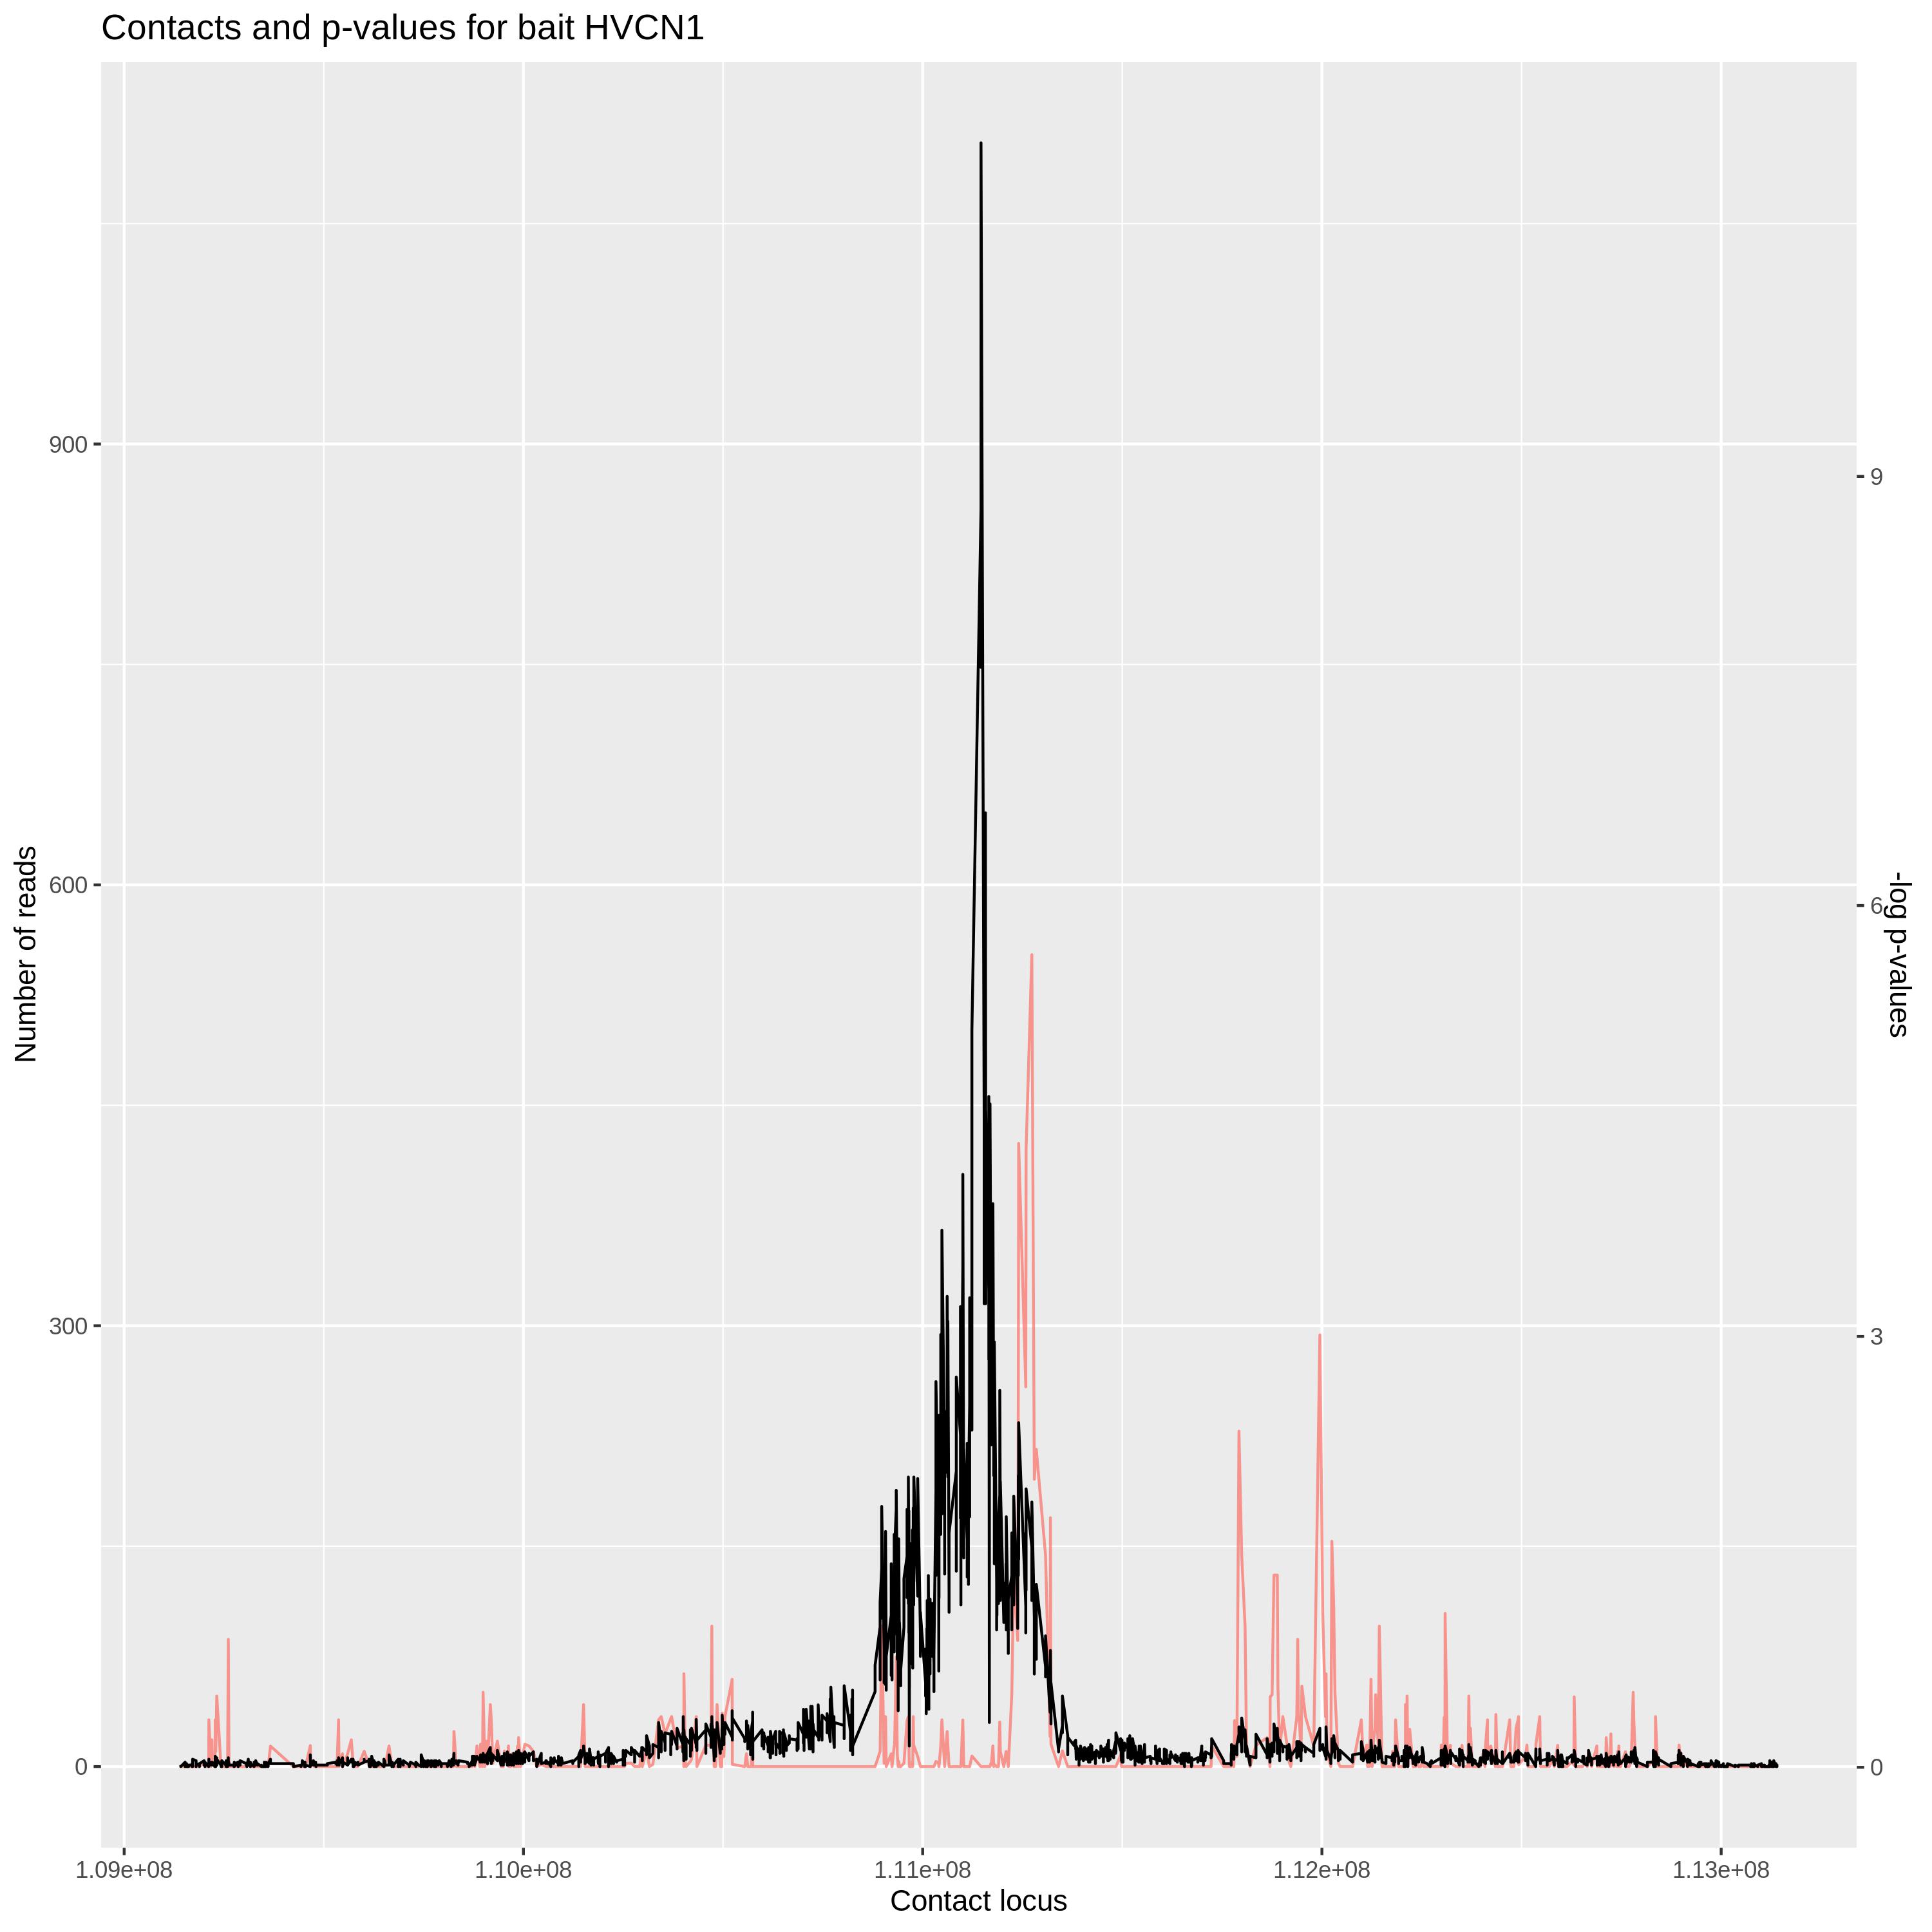 Contacts and p-values for bait HVCN1
Number of reads
900
600
300
0
9
6
3
0
-log p-values
1.09e+08
1.10e+08
1.11e+08
1.12e+08
1.13e+08
Contact locus